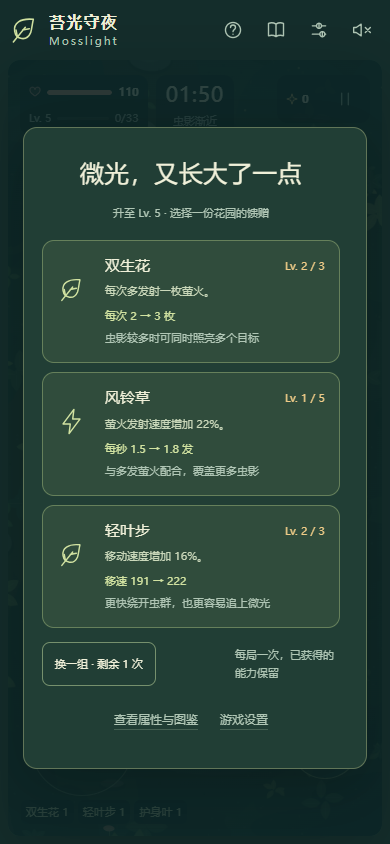 苔光守夜
Mosslight
110
01:50
0
Lv. 5
0/33
虫影渐近
微光，又长大了一点
升至 Lv. 5 · 选择一份花园的馈赠
双生花
Lv. 2 / 3
每次多发射一枚萤火。
每次 2 → 3 枚
虫影较多时可同时照亮多个目标
风铃草
Lv. 1 / 5
萤火发射速度增加 22%。
每秒 1.5 → 1.8 发
与多发萤火配合，覆盖更多虫影
轻叶步
Lv. 2 / 3
移动速度增加 16%。
移速 191 → 222
更快绕开虫群，也更容易追上微光
换一组 · 剩余 1 次
每局一次，已获得的
能力保留
查看属性与图鉴
游戏设置
双生花 1
轻叶步 1
护身叶 1